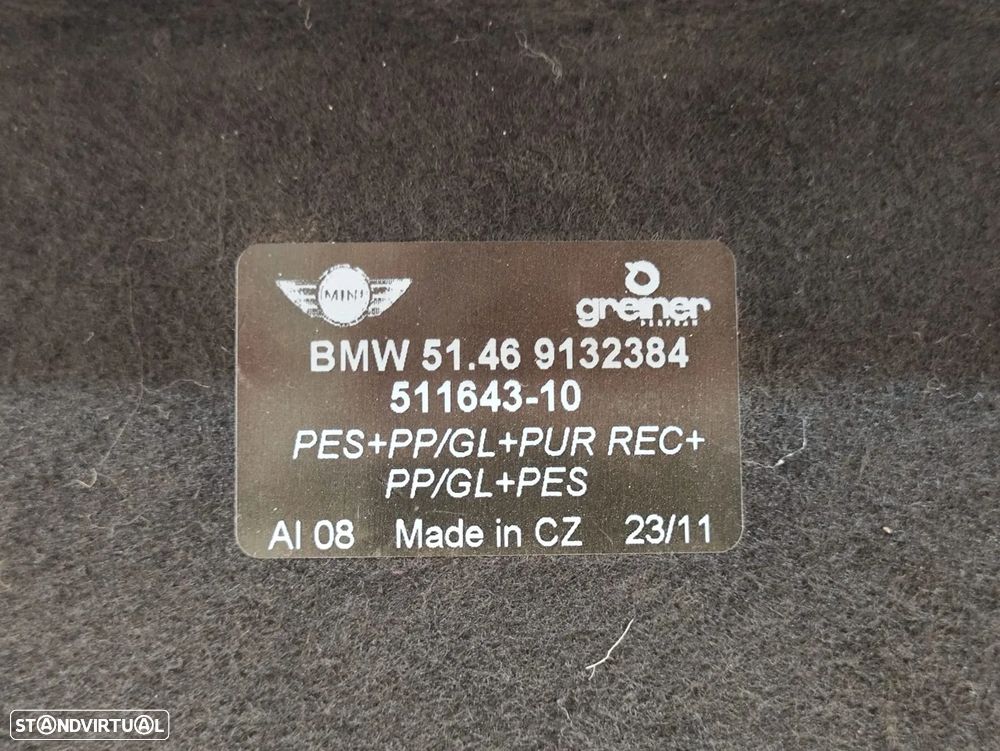 MINI
greiner
PERFOAM
BMW 51.46 9132384
511643-10
PES+PP/GL+PUR REC+
PP/GL+PES
AI 08 Made in CZ 23/11
STANDVIRTUAL